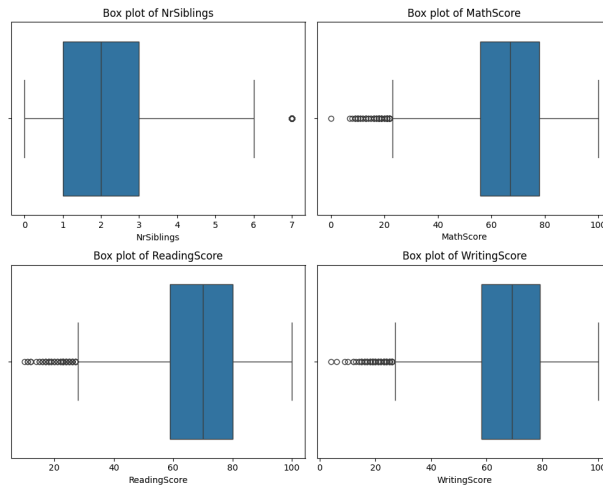 Box plot of NrSiblings
0 1 2 3 4 5 6 7
NrSiblings
Box plot of MathScore
0 20 40 60 80 100
MathScore
Box plot of ReadingScore
20 40 60 80 100
ReadingScore
Box plot of WritingScore
0 20 40 60 80 100
WritingScore